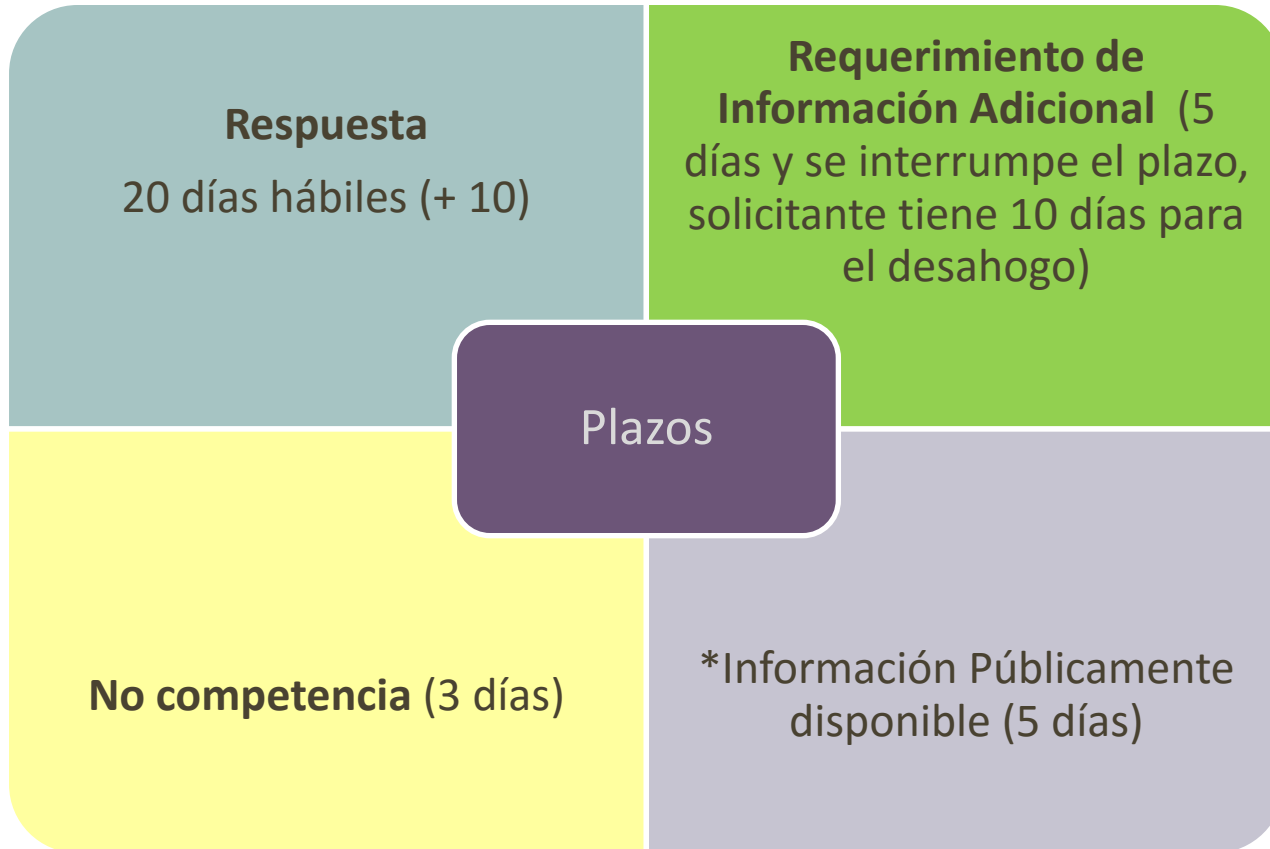 Respuesta
20 días hábiles (+ 10)
Requerimiento de
Información Adicional (5
días y se interrumpe el plazo,
solicitante tiene 10 días para
el desahogo)
Plazos
No competencia (3 días)
*Información Públicamente
disponible (5 días)